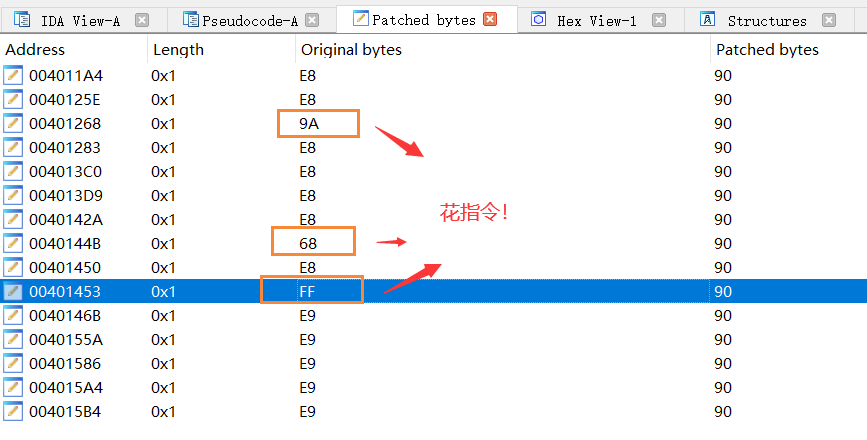 IDA View-A Pseudocode-A Patched bytes Hex View-1 Structures
Address Length Original bytes Patched bytes
004011A4 0x1 E8 90
0040125E 0x1 E8 90
00401268 0x1 9A 90
00401283 0x1 E8 90
004013C0 0x1 E8 90
004013D9 0x1 E8 90
花指令!
0040142A 0x1 E8 90
0040144B 0x1 68 90
00401450 0x1 E8 90
00401453 0x1 FF 90
0040146B 0x1 E9 90
0040155A 0x1 E9 90
00401586 0x1 E9 90
004015A4 0x1 E9 90
004015B4 0x1 E9 90